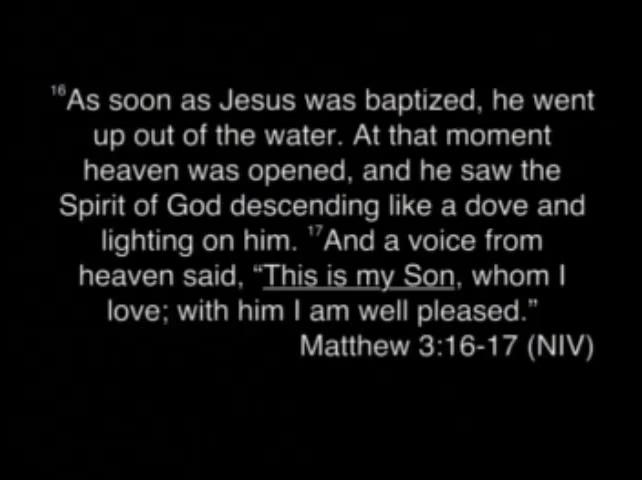 16As soon as Jesus was baptized, he went
up out of the water. At that moment
heaven was opened, and he saw the
Spirit of God descending like a dove and
lighting on him. 17And a voice from
heaven said, “This is my Son, whom I
love; with him I am well pleased.”
Matthew 3:16-17 (NIV)